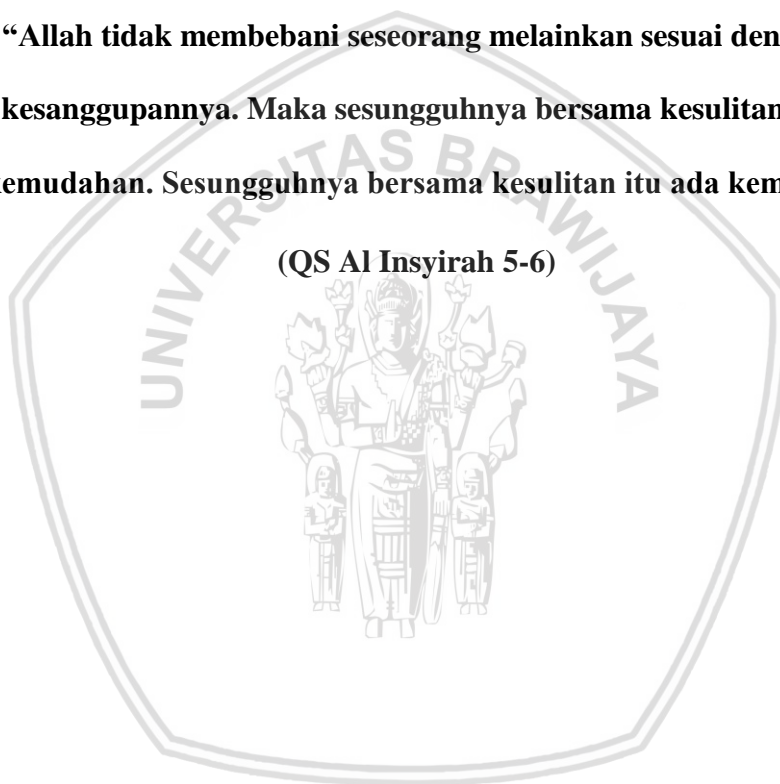 “Allah tidak membebani seseorang melainkan sesuai den
kesanggupannya. Maka sesungguhnya bersama kesulitan
kemudahan. Sesungguhnya bersama kesulitan itu ada kem
(QS Al Insyirah 5-6)
UNIVERSITAS BRAWIJAYA